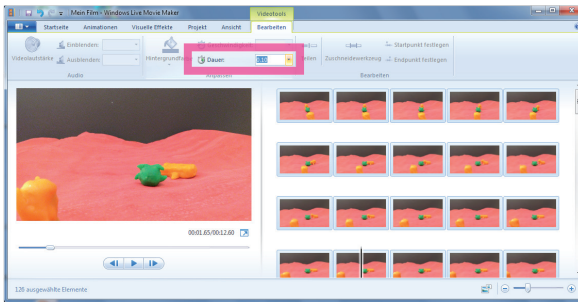 Mein Film - Windows Live Movie Maker
Videotools
Startseite Animationen Visuelle Effekte Projekt Ansicht Bearbeiten
Einblenden:
Ausblenden:
Videolautstärke
Audio
Hintergrundfarbe
Dauer:
Anpassen
Teilen Zuschneidewerkzeug
Startpunkt festlegen
Endpunkt festlegen
Bearbeiten
00:01.65/00:12.60
126 ausgewählte Elemente